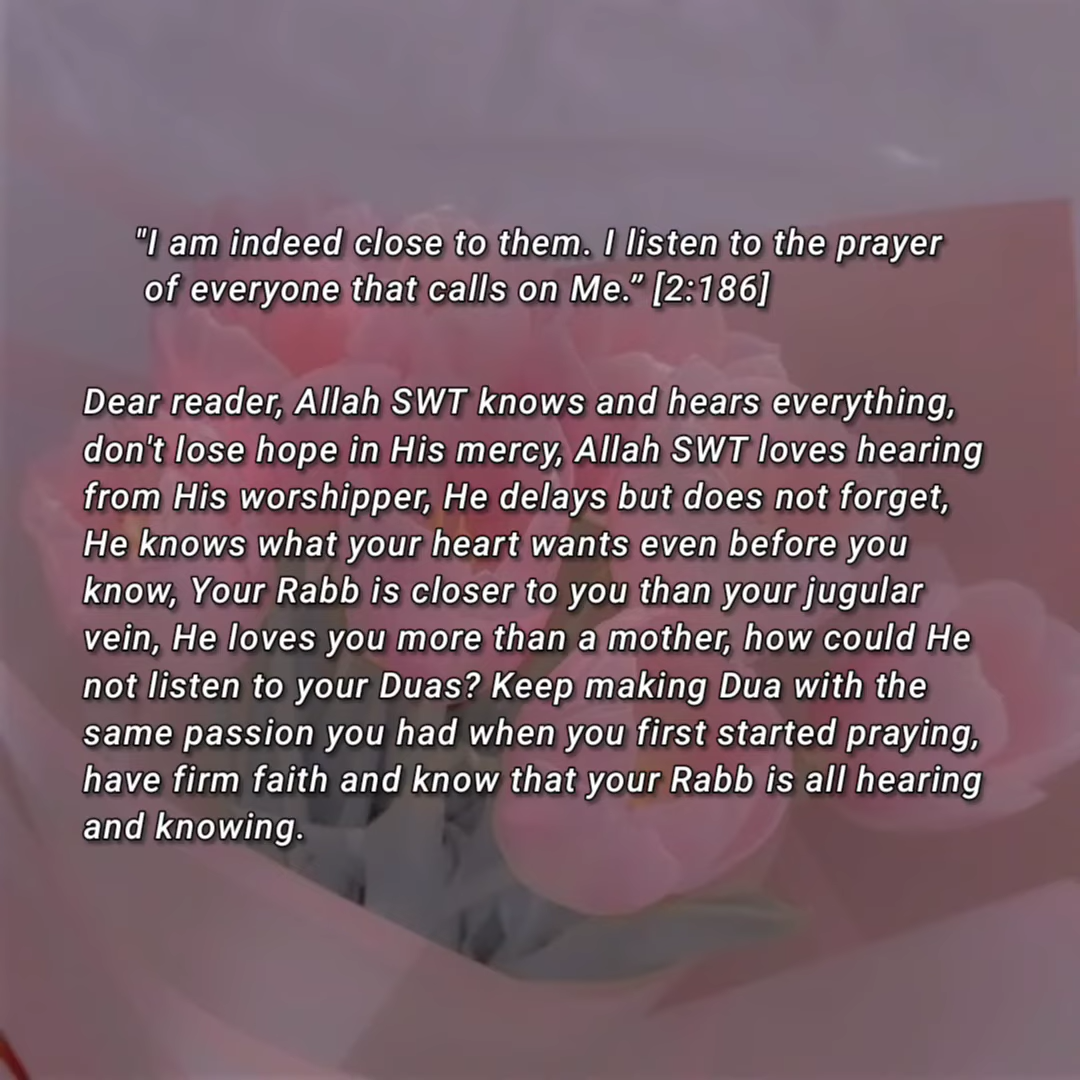 "I am indeed close to them. I listen to the prayer
of everyone that calls on Me.” [2:186]
Dear reader, Allah SWT knows and hears everything,
don't lose hope in His mercy, Allah SWT loves hearing
from His worshipper, He delays but does not forget,
He knows what your heart wants even before you
know, Your Rabb is closer to you than your jugular
vein, He loves you more than a mother, how could He
not listen to your Duas? Keep making Dua with the
same passion you had when you first started praying,
have firm faith and know that your Rabb is all hearing
and knowing.